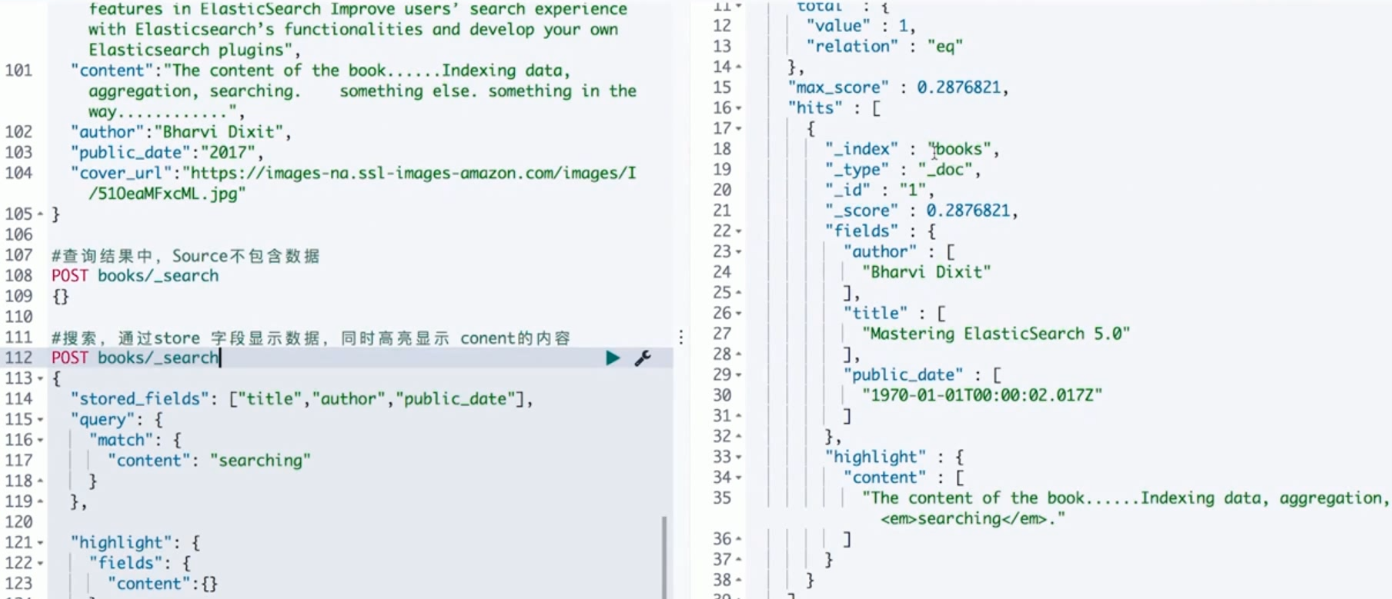 features in ElasticSearch Improve users’ search experience
with Elasticsearch’s functionalities and develop your own
Elasticsearch plugins",
101 "content":"The content of the book......Indexing data,
aggregation, searching.    something else. something in the
way............",
102 "author":"Bharvi Dixit",
103 "public_date":"2017",
104 "cover_url":"https://images-na.ssl-images-amazon.com/images/I
/51OeaMFxcML.jpg"
105 }
106
107 #查询结果中，Source不包含数据
108 POST books/_search
109 {}
110
111 #搜索，通过store 字段显示数据，同时高亮显示 conent的内容
112 POST books/_search
113 {
114 "stored_fields": ["title","author","public_date"],
115 "query": {
116 "match": {
117 "content": "searching"
118 }
119 },
120
121 "highlight": {
122 "fields": {
123 "content":{}
11 "total" : {
12 "value" : 1,
13 "relation" : "eq"
14 },
15 "max_score" : 0.2876821,
16 "hits" : [
17 {
18 "_index" : "books",
19 "_type" : "_doc",
20 "_id" : "1",
21 "_score" : 0.2876821,
22 "fields" : {
23 "author" : [
24 "Bharvi Dixit"
25 ],
26 "title" : [
27 "Mastering ElasticSearch 5.0"
28 ],
29 "public_date" : [
30 "1970-01-01T00:00:02.017Z"
31 ]
32 },
33 "highlight" : {
34 "content" : [
35 "The content of the book......Indexing data, aggregation,
<em>searching</em>."
36 ]
37 }
38 }